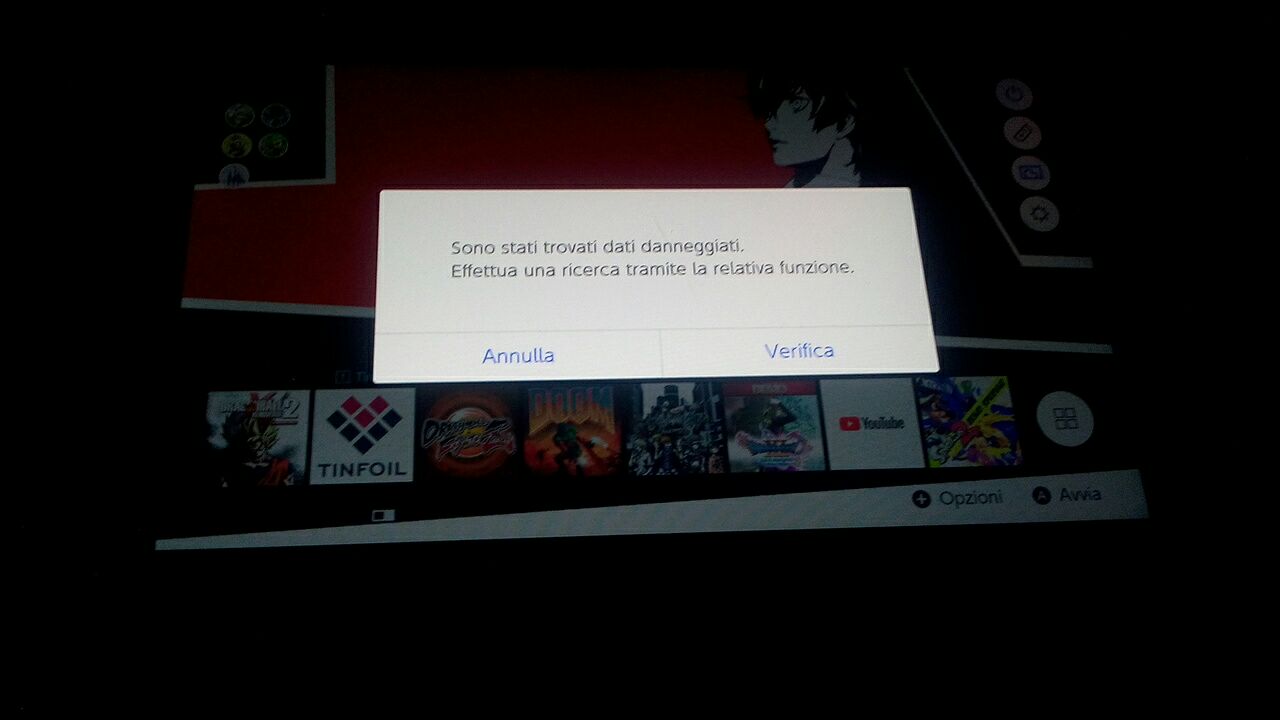 Sono stati trovati dati danneggiati.
Effettua una ricerca tramite la relativa funzione.
Annulla
Verifica
TINFOIL
DOOM
DEMO
YouTube
Opzioni
A Avvia